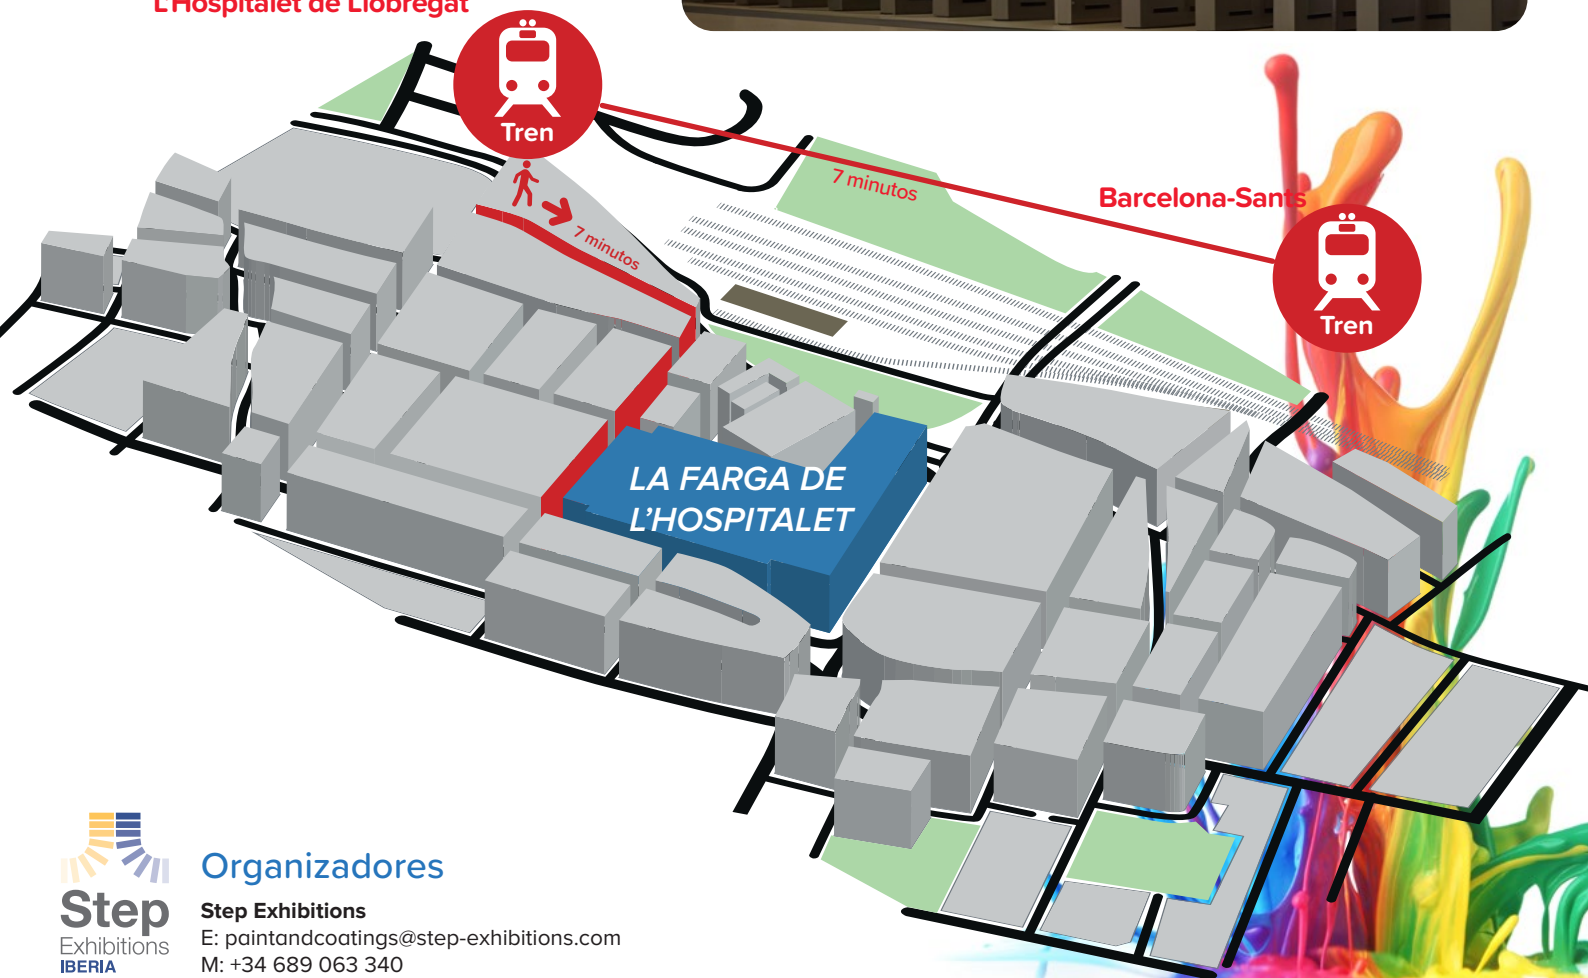 L'Hospitalet de Llobregat
Tren
7 minutos
7 minutos
Barcelona-Sants
Tren
LA FARGA DE
L'HOSPITALET
Step
Exhibitions
IBERIA
Organizadores
Step Exhibitions
E: paintandcoatings@step-exhibitions.com
M: +34 689 063 340